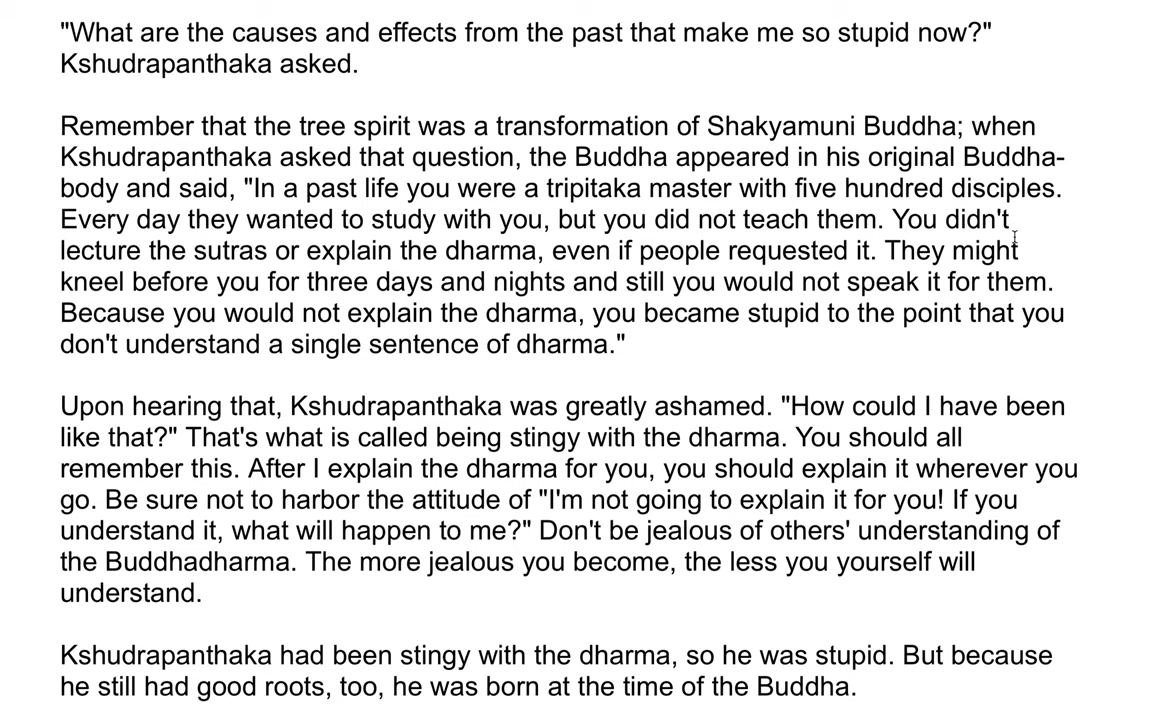 "What are the causes and effects from the past that make me so stupid now?"
Kshudrapanthaka asked.
Remember that the tree spirit was a transformation of Shakyamuni Buddha; when
Kshudrapanthaka asked that question, the Buddha appeared in his original Buddha-
body and said, "In a past life you were a tripitaka master with five hundred disciples.
Every day they wanted to study with you, but you did not teach them. You didn't
lecture the sutras or explain the dharma, even if people requested it. They might
kneel before you for three days and nights and still you would not speak it for them.
Because you would not explain the dharma, you became stupid to the point that you
don't understand a single sentence of dharma."
Upon hearing that, Kshudrapanthaka was greatly ashamed. "How could I have been
like that?" That's what is called being stingy with the dharma. You should all
remember this. After I explain the dharma for you, you should explain it wherever you
go. Be sure not to harbor the attitude of "I'm not going to explain it for you! If you
understand it, what will happen to me?" Don't be jealous of others' understanding of
the Buddhadharma. The more jealous you become, the less you yourself will
understand.
Kshudrapanthaka had been stingy with the dharma, so he was stupid. But because
he still had good roots, too, he was born at the time of the Buddha.